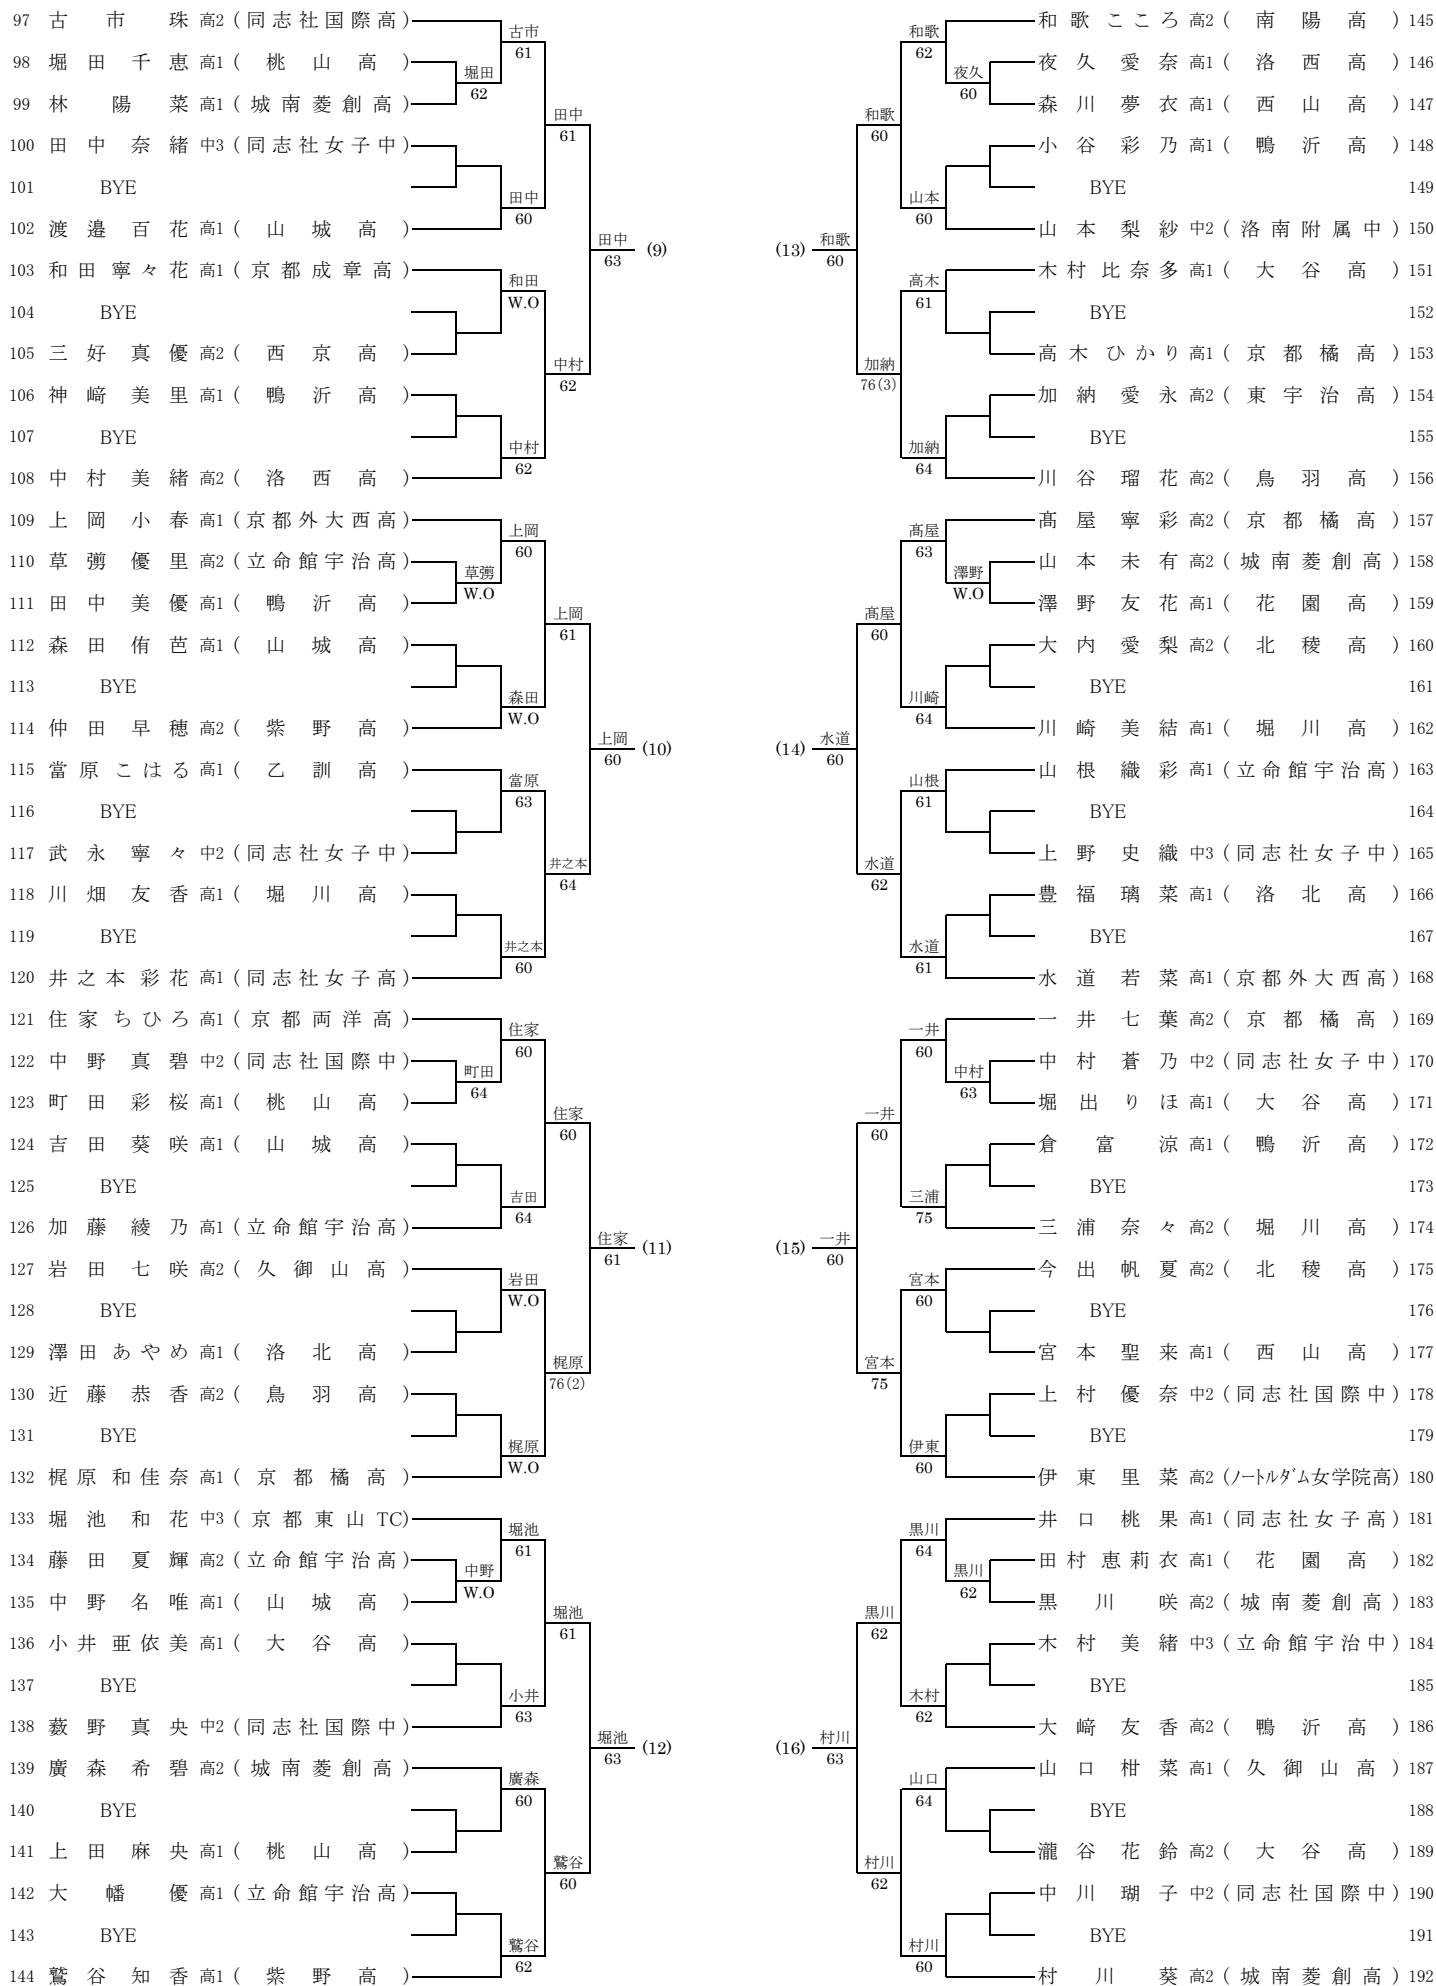 97 古市 珠 高2 (同志社国際高)
古市
61
98 堀田千恵 高1 (桃山高)
堀田
62
99 林 陽菜 高1 (城南菱創高)
田中
61
100 田中奈緒 中3 (同志社女子中)
101 BYE
田中
60
102 渡邉百花 高1 (山城高)
田中 (9)
63
103 和田寧々花 高1 (京都成章高)
和田
W.O
104 BYE
105 三好真優 高2 (西京高)
中村
62
106 神﨑美里 高1 (鴨沂高)
107 BYE
中村
62
108 中村美緒 高2 (洛西高)
109 上岡小春 高1 (京都外大西高)
上岡
60
110 草彅優里 高2 (立命館宇治高)
草彅
W.O
111 田中美優 高1 (鴨沂高)
上岡
61
112 森田侑芭 高1 (山城高)
113 BYE
森田
W.O
114 仲田早穂 高2 (紫野高)
上岡 (10)
60
115 當原こはる 高1 (乙訓高)
當原
63
116 BYE
117 武永寧々 中2 (同志社女子中)
井之本
64
118 川畑友香 高1 (堀川高)
119 BYE
井之本
60
120 井之本彩花 高1 (同志社女子高)
121 住家ちひろ 高1 (京都両洋高)
住家
60
122 中野真碧 中2 (同志社国際中)
町田
64
123 町田彩桜 高1 (桃山高)
住家
60
124 吉田葵咲 高1 (山城高)
125 BYE
吉田
64
126 加藤綾乃 高1 (立命館宇治高)
住家 (11)
61
127 岩田七咲 高2 (久御山高)
岩田
W.O
128 BYE
129 澤田あやめ 高1 (洛北高)
梶原
76(2)
130 近藤恭香 高2 (鳥羽高)
131 BYE
梶原
W.O
132 梶原和佳奈 高1 (京都橘高)
133 堀池和花 中3 (京都東山TC)
堀池
61
134 藤田夏輝 高2 (立命館宇治高)
中野
W.O
135 中野名唯 高1 (山城高)
堀池
61
136 小井亜依美 高1 (大谷高)
137 BYE
小井
63
138 薮野真央 中2 (同志社国際中)
堀池 (12)
63
139 廣森希碧 高2 (城南菱創高)
廣森
60
140 BYE
141 上田麻央 高1 (桃山高)
鷲谷
60
142 大幡優 高1 (立命館宇治高)
143 BYE
鷲谷
62
144 鷲谷知香 高1 (紫野高)
和歌こころ 高2 (南陽高) 145
和歌
62
夜久愛奈 高1 (洛西高) 146
夜久
60
森川夢衣 高1 (西山高) 147
和歌
60
小谷彩乃 高1 (鴨沂高) 148
BYE 149
山本
60
山本梨紗 中2 (洛南附属中) 150
(13) 和歌
60
木村比奈多 高1 (大谷高) 151
高木
61
BYE 152
高木ひかり 高1 (京都橘高) 153
加納
76(3)
加納愛永 高2 (東宇治高) 154
BYE 155
加納
64
川谷瑠花 高2 (鳥羽高) 156
髙屋寧彩 高2 (京都橘高) 157
髙屋
63
山本未有 高2 (城南菱創高) 158
澤野
W.O
澤野友花 高1 (花園高) 159
髙屋
60
大内愛梨 高2 (北稜高) 160
BYE 161
川崎
64
川崎美結 高1 (堀川高) 162
(14) 水道
60
山根織彩 高1 (立命館宇治高) 163
山根
61
BYE 164
上野史織 中3 (同志社女子中) 165
水道
62
豊福璃菜 高1 (洛北高) 166
BYE 167
水道
61
水道若菜 高1 (京都外大西高) 168
一井七葉 高2 (京都橘高) 169
一井
60
中村蒼乃 中2 (同志社女子中) 170
中村
63
堀出りほ 高1 (大谷高) 171
一井
60
倉富涼 高1 (鴨沂高) 172
BYE 173
三浦
75
三浦奈々 高2 (堀川高) 174
(15) 一井
60
今出帆夏 高2 (北稜高) 175
宮本
60
BYE 176
宮本聖来 高1 (西山高) 177
宮本
75
上村優奈 中2 (同志社国際中) 178
BYE 179
伊東
60
伊東里菜 高2 (ノートルダム女学院高) 180
井口桃果 高1 (同志社女子高) 181
黒川
64
田村恵莉衣 高1 (花園高) 182
黒川
62
黒川咲 高2 (城南菱創高) 183
黒川
62
木村美緒 中3 (立命館宇治中) 184
BYE 185
木村
62
大﨑友香 高2 (鴨沂高) 186
(16) 村川
63
山口柑菜 高1 (久御山高) 187
山口
64
BYE 188
瀧谷花鈴 高2 (大谷高) 189
村川
62
中川瑚子 中2 (同志社国際中) 190
BYE 191
村川
60
村川葵 高2 (城南菱創高) 192